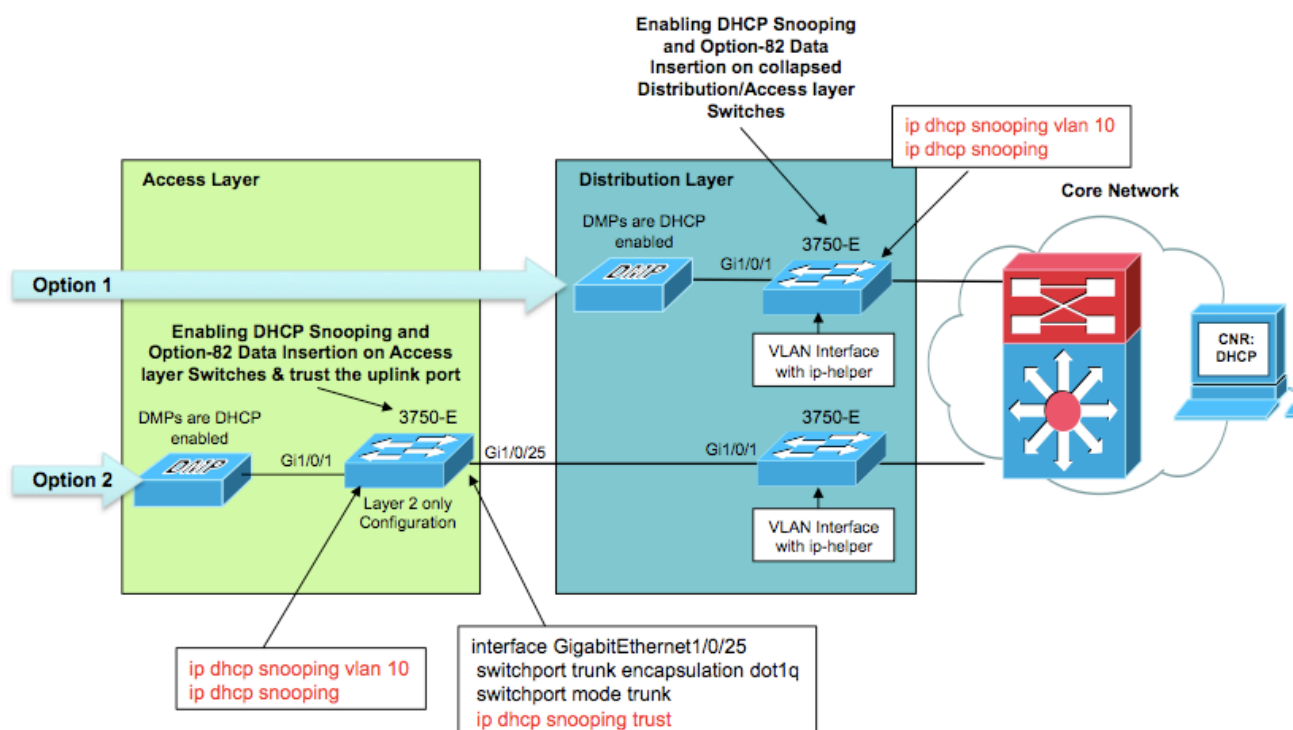 Enabling DHCP Snooping
and Option-82 Data
Insertion on collapsed
Distribution/Access layer
Switches
ip dhcp snooping vlan 10
ip dhcp snooping
Access Layer
Distribution Layer
Core Network
DMPs are DHCP
enabled
3750-E
DMP
Gi1/0/1
Option 1
VLAN Interface
with ip-helper
CNR:
DHCP
Enabling DHCP Snooping and
Option-82 Data Insertion on Access
layer Switches & trust the uplink port
DMPs are DHCP
enabled
3750-E
3750-E
Option 2
DMP
Gi1/0/1
Gi1/0/25
Gi1/0/1
Layer 2 only
Configuration
VLAN Interface
with ip-helper
ip dhcp snooping vlan 10
ip dhcp snooping
interface GigabitEthernet1/0/25
switchport trunk encapsulation dot1q
switchport mode trunk
ip dhcp snooping trust